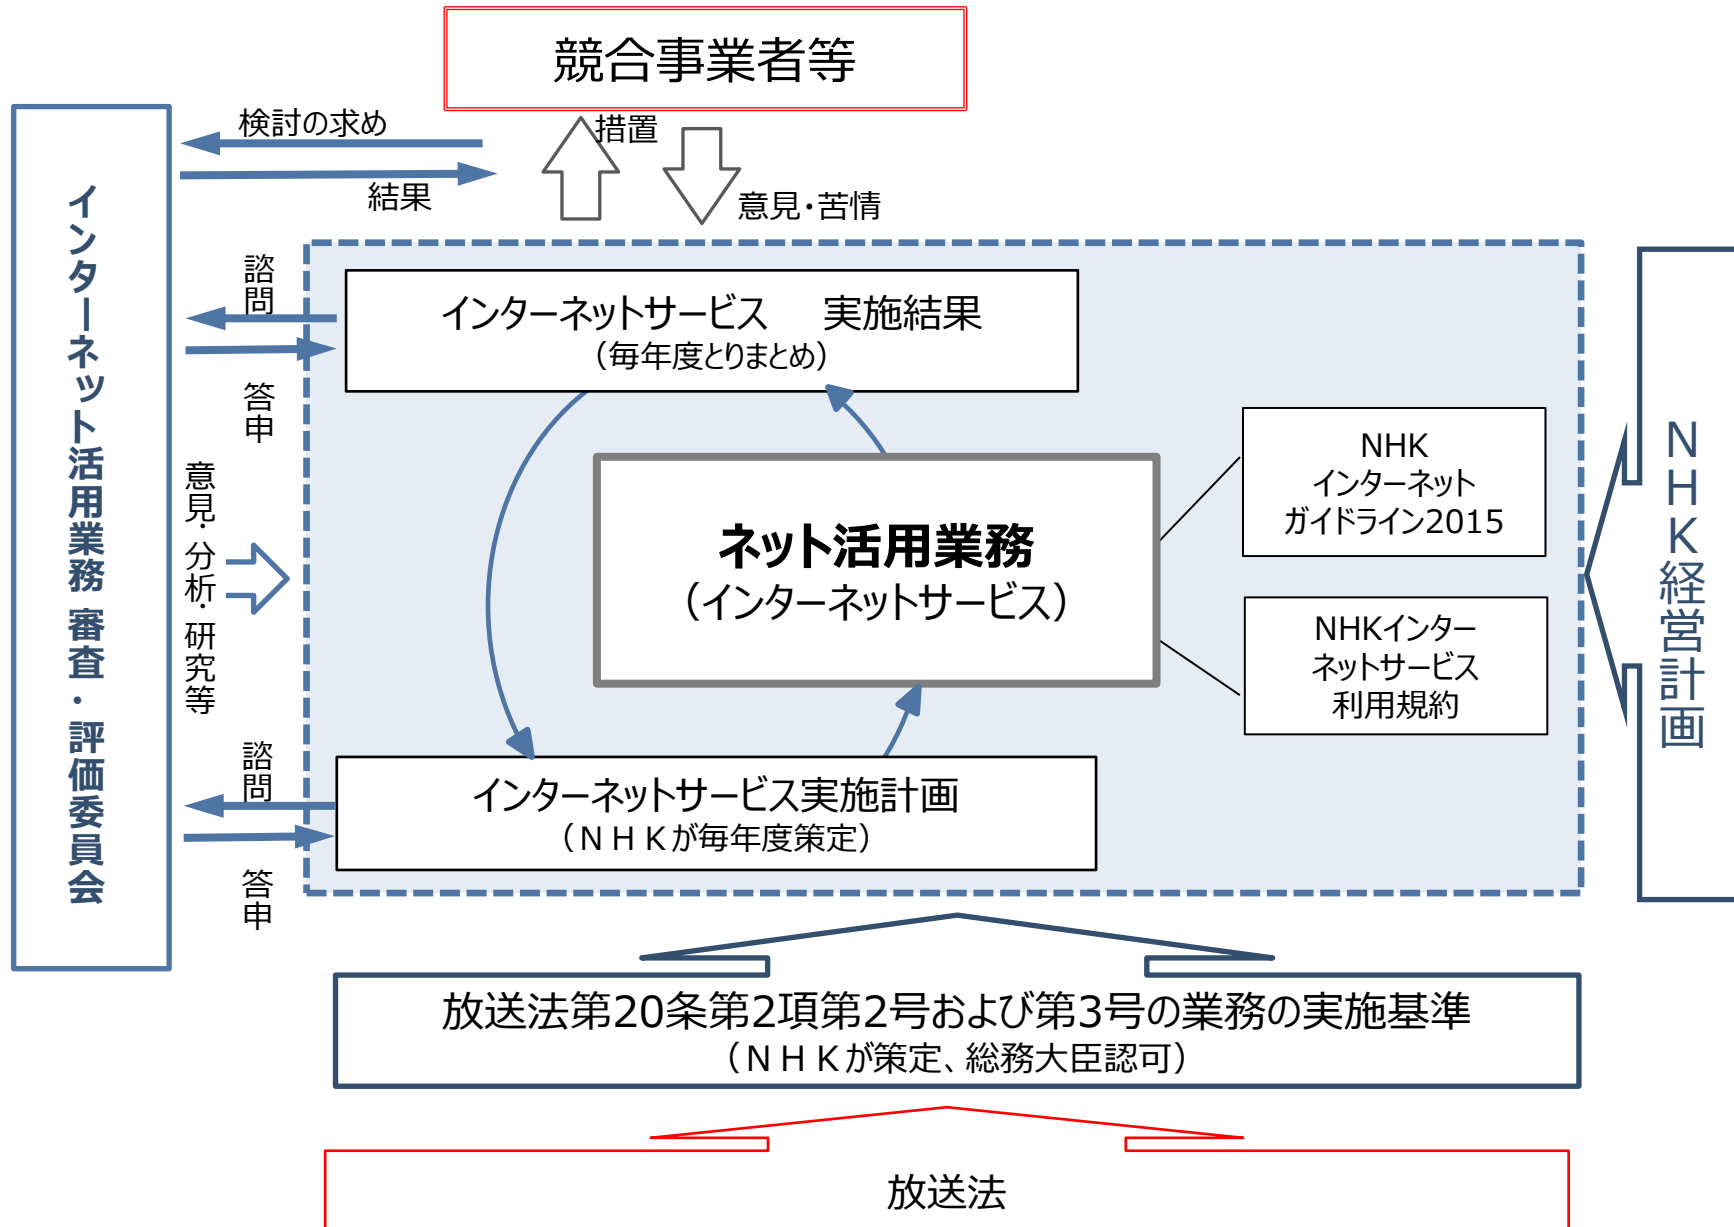 競合事業者等
検討の求め
措置
結果
意見・苦情
インターネット活用業務 審査・評価委員会
諮問
インターネットサービス　実施結果
（毎年度とりまとめ）
答申
意見・分析・研究等
ネット活用業務
（インターネットサービス）
NHK
インターネット
ガイドライン2015
NHKインター
ネットサービス
利用規約
NHK経営計画
諮問
インターネットサービス実施計画
（ＮＨＫが毎年度策定）
答申
放送法第20条第2項第2号および第3号の業務の実施基準
（ＮＨＫが策定、総務大臣認可）
放送法